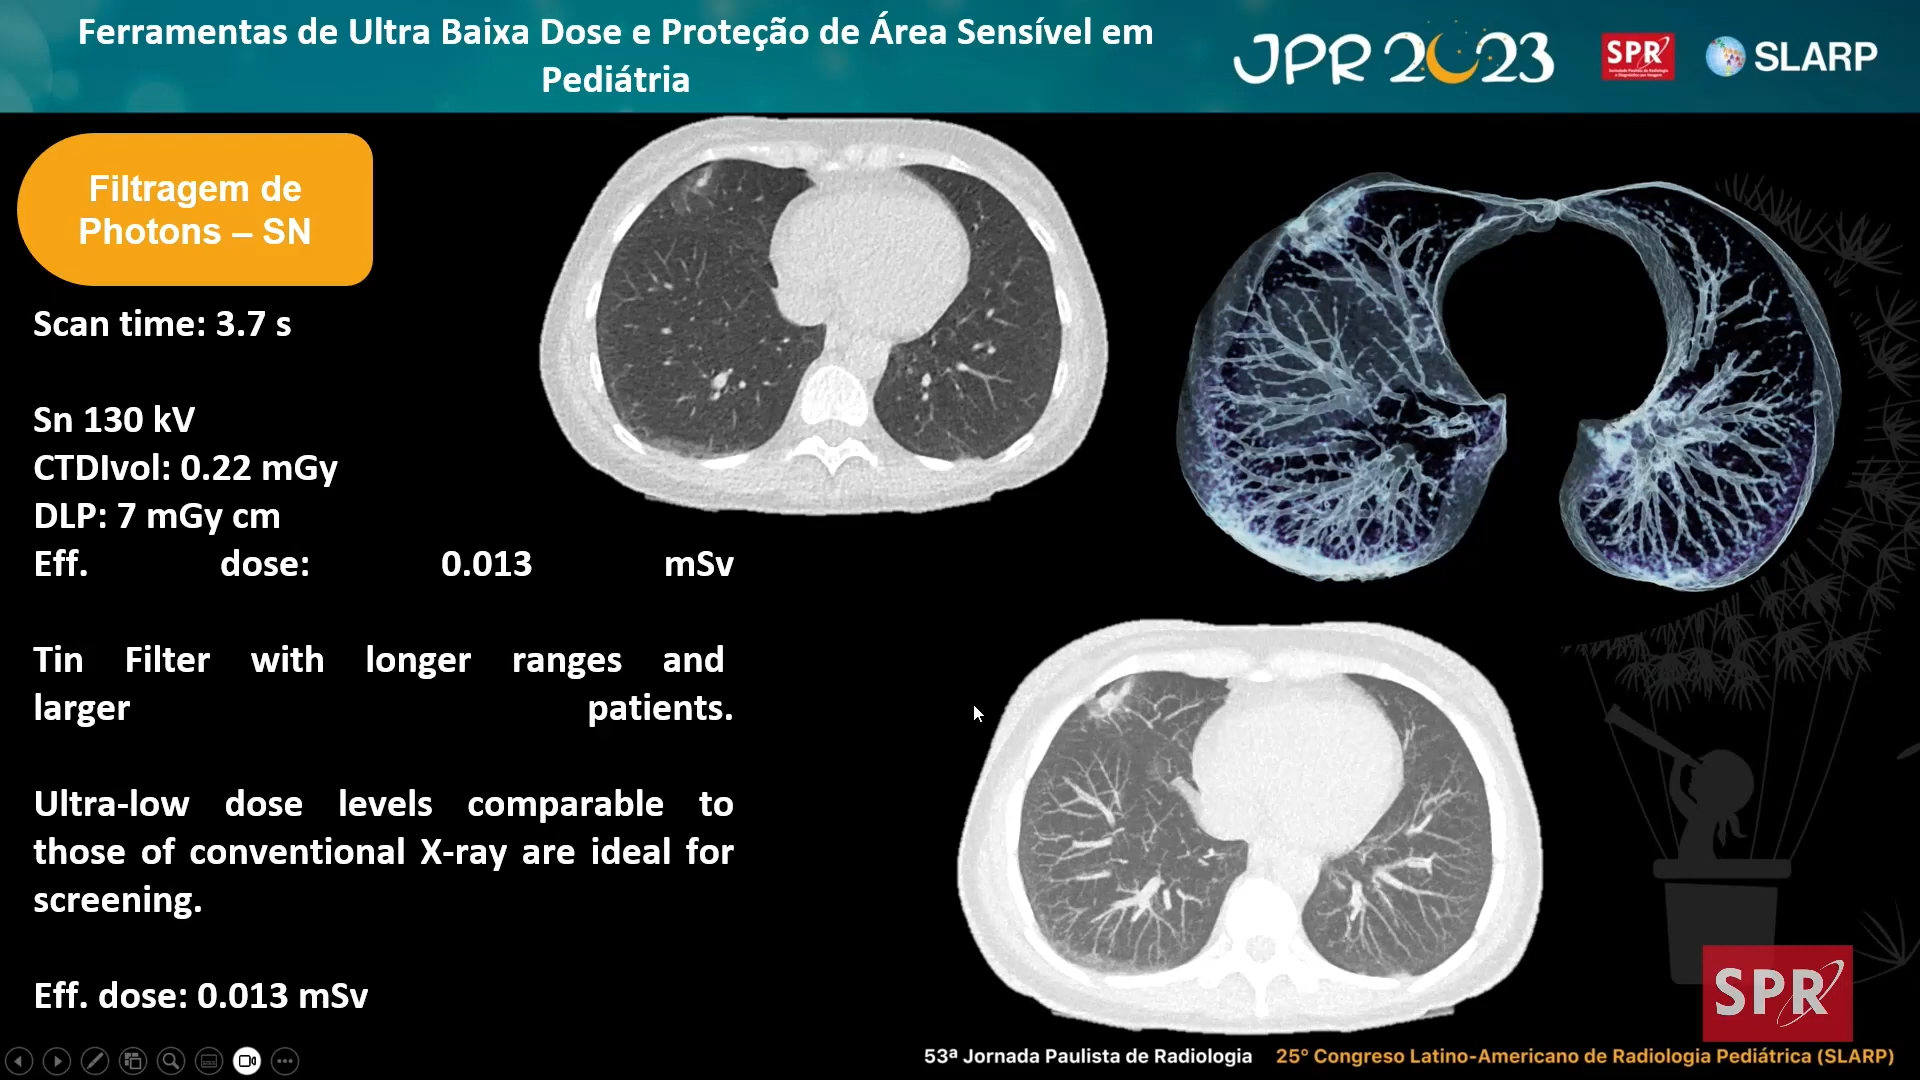 Ferramentas de Ultra Baixa Dose e Proteção de Área Sensível em
Pediátria
JPR 2023
SPR
SLARP
Filtragem de
Photons – SN
Scan time: 3.7 s
Sn 130 kV
CTDIvol: 0.22 mGy
DLP: 7 mGy cm
Eff. dose: 0.013 mSv
Tin Filter with longer ranges and
larger patients.
Ultra-low dose levels comparable to
those of conventional X-ray are ideal for
screening.
Eff. dose: 0.013 mSv
SPR
53ª Jornada Paulista de Radiologia
25° Congreso Latino-Americano de Radiologia Pediátrica (SLARP)